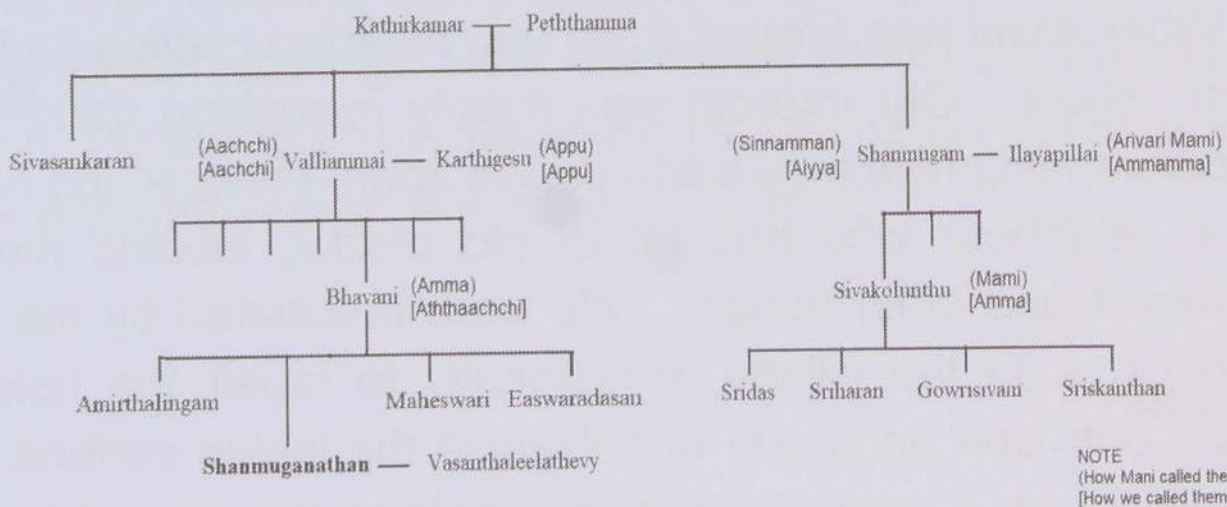 Kathirkamar — Peththamma
Sivasankaran
(Aachchi)
[Aachchi]
Vallianmai — Karthigesu
(Appu)
[Appu]
(Sinnamman)
[Aiyya]
Shanmugam — Ilayapillai
(Arivari Mami)
[Ammamma]
Bhavani
(Amma)
[Aththaachchi]
Sivakolunthu
(Mami)
[Amma]
Amirthalingam
Maheswari
Easwaradasan
Sridas
Sriharan
Gowrisivam
Sriskanthan
Shanmuganathan — Vasanthaleelathevy
NOTE
(How Mani called the
[How we called them